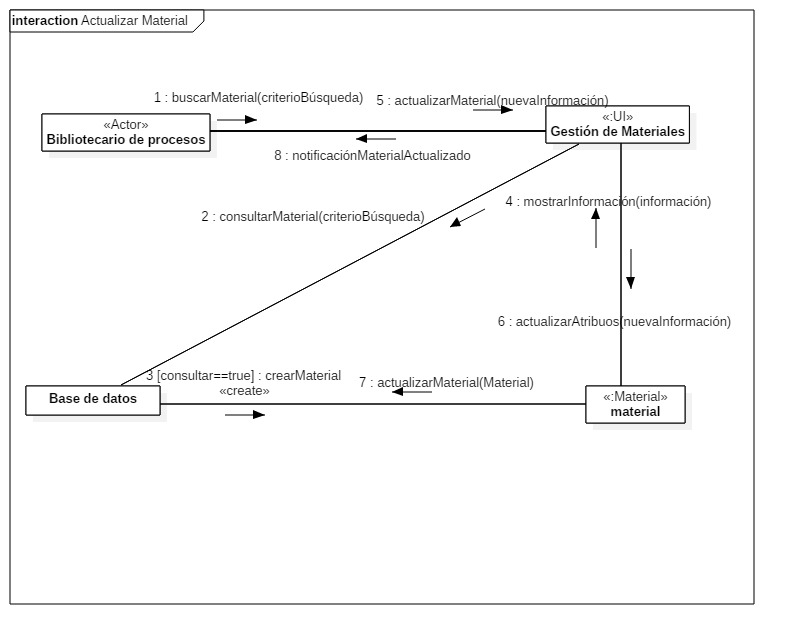 interaction Actualizar Material
1 : buscarMaterial(criterioBúsqueda)
5 : actualizarMaterial(nuevaInformación)
«Actor»
Bibliotecario de procesos
«:UI»
Gestión de Materiales
8 : notificaciónMaterialActualizado
2 : consultarMaterial(criterioBúsqueda)
4 : mostrarInformación(información)
6 : actualizarAtribuos(nuevaInformación)
3 [consultar==true] : crearMaterial
«create»
7 : actualizarMaterial(Material)
Base de datos
«:Material»
material